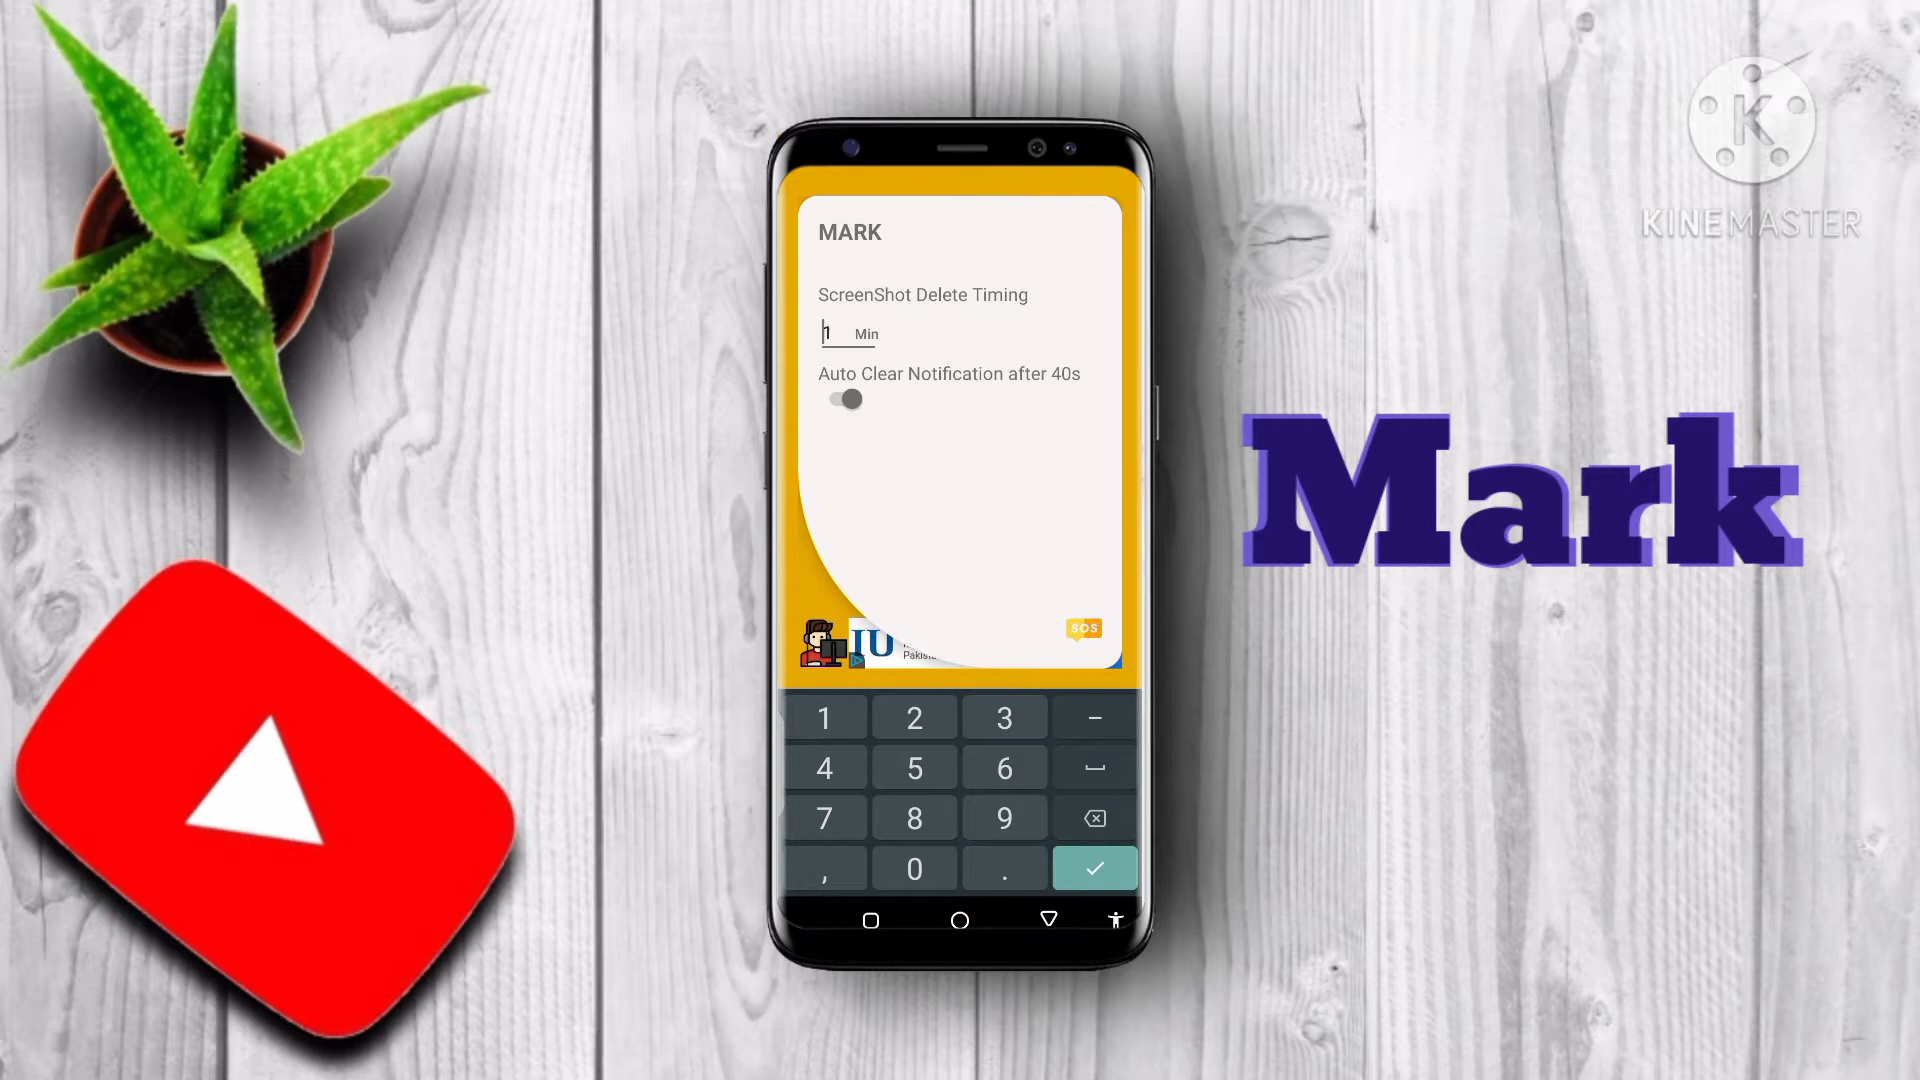 K
KINEMASTER
MARK
ScreenShot Delete Timing
1 Min
Auto Clear Notification after 40s
Mark
SOS
IU
1 2 3 -
4 5 6
7 8 9
, 0 .